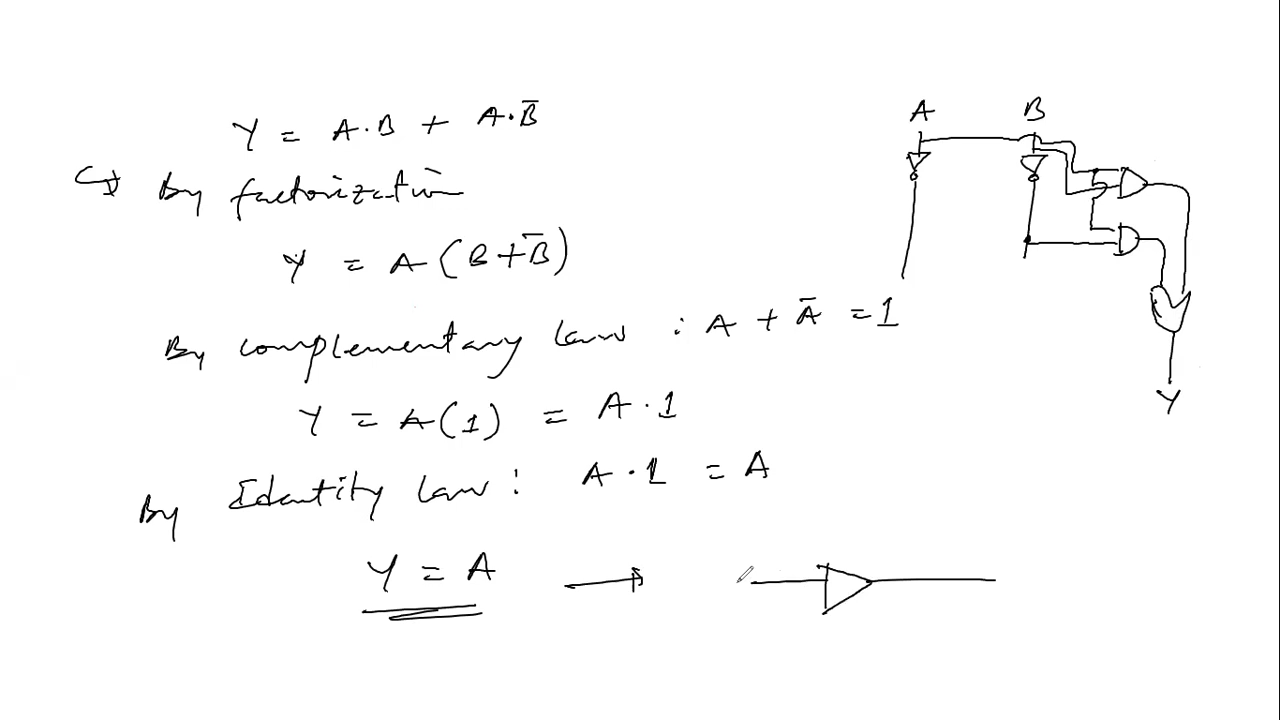 Y = A.B + A.B̅
By factorization
Y = A (B + B̅)
By complementary law : A + A̅ = 1
Y = A(1) = A.1
By Identity law : A.1 = A
Y = A
A B
Y